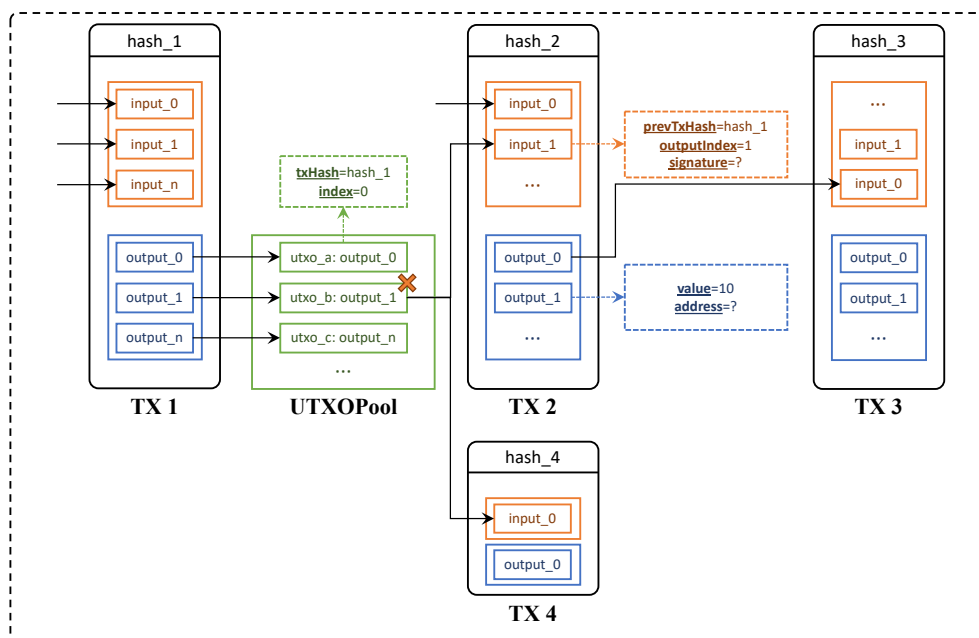 hash_1
input_0
input_1
input_n
output_0
output_1
output_n
TX 1
txHash=hash_1
index=0
utxo_a: output_0
utxo_b: output_1
utxo_c: output_n
...
UTXOPool
hash_2
input_0
input_1
...
output_0
output_1
...
TX 2
prevTxHash=hash_1
outputIndex=1
signature=?
value=10
address=?
hash_3
...
input_1
input_0
output_0
output_1
...
TX 3
hash_4
input_0
output_0
TX 4